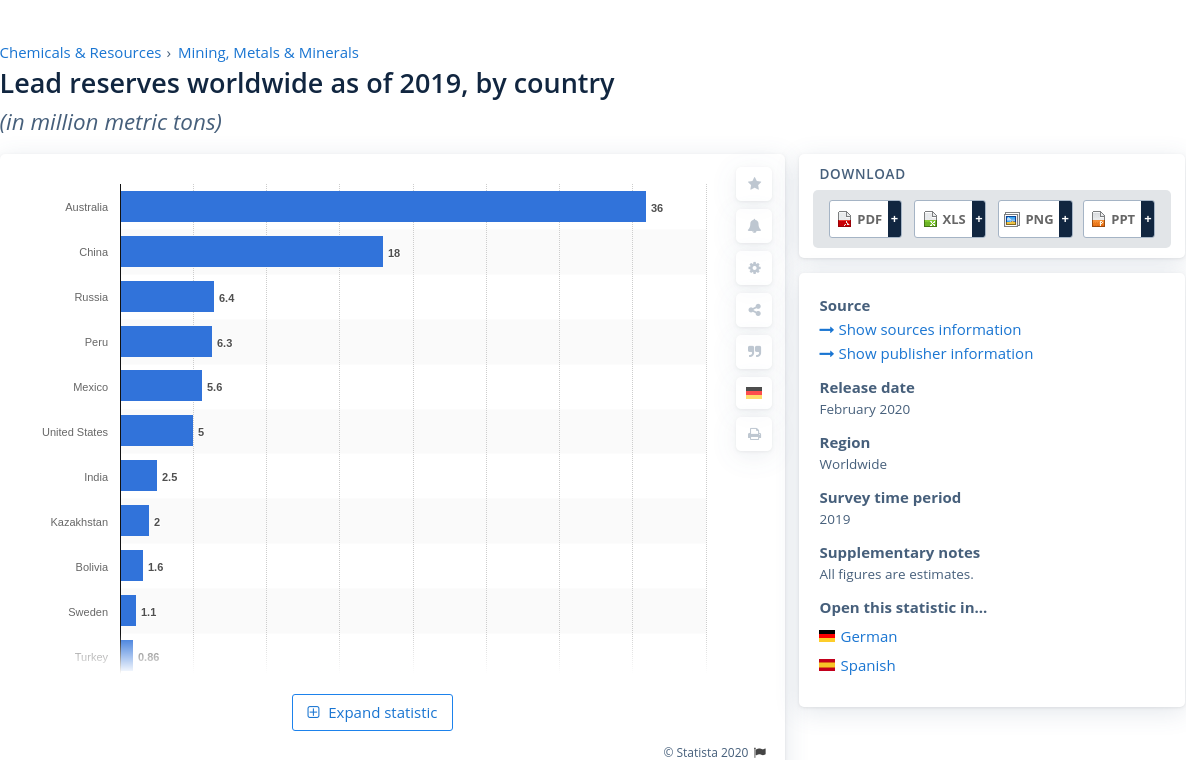 Chemicals & Resources › Mining, Metals & Minerals
Lead reserves worldwide as of 2019, by country
(in million metric tons)
Australia 36
China 18
Russia 6.4
Peru 6.3
Mexico 5.6
United States 5
India 2.5
Kazakhstan 2
Bolivia 1.6
Sweden 1.1
Turkey 0.86
Expand statistic
© Statista 2020
DOWNLOAD
PDF + XLS + PNG + PPT +
Source
Show sources information
Show publisher information
Release date
February 2020
Region
Worldwide
Survey time period
2019
Supplementary notes
All figures are estimates.
Open this statistic in...
German
Spanish